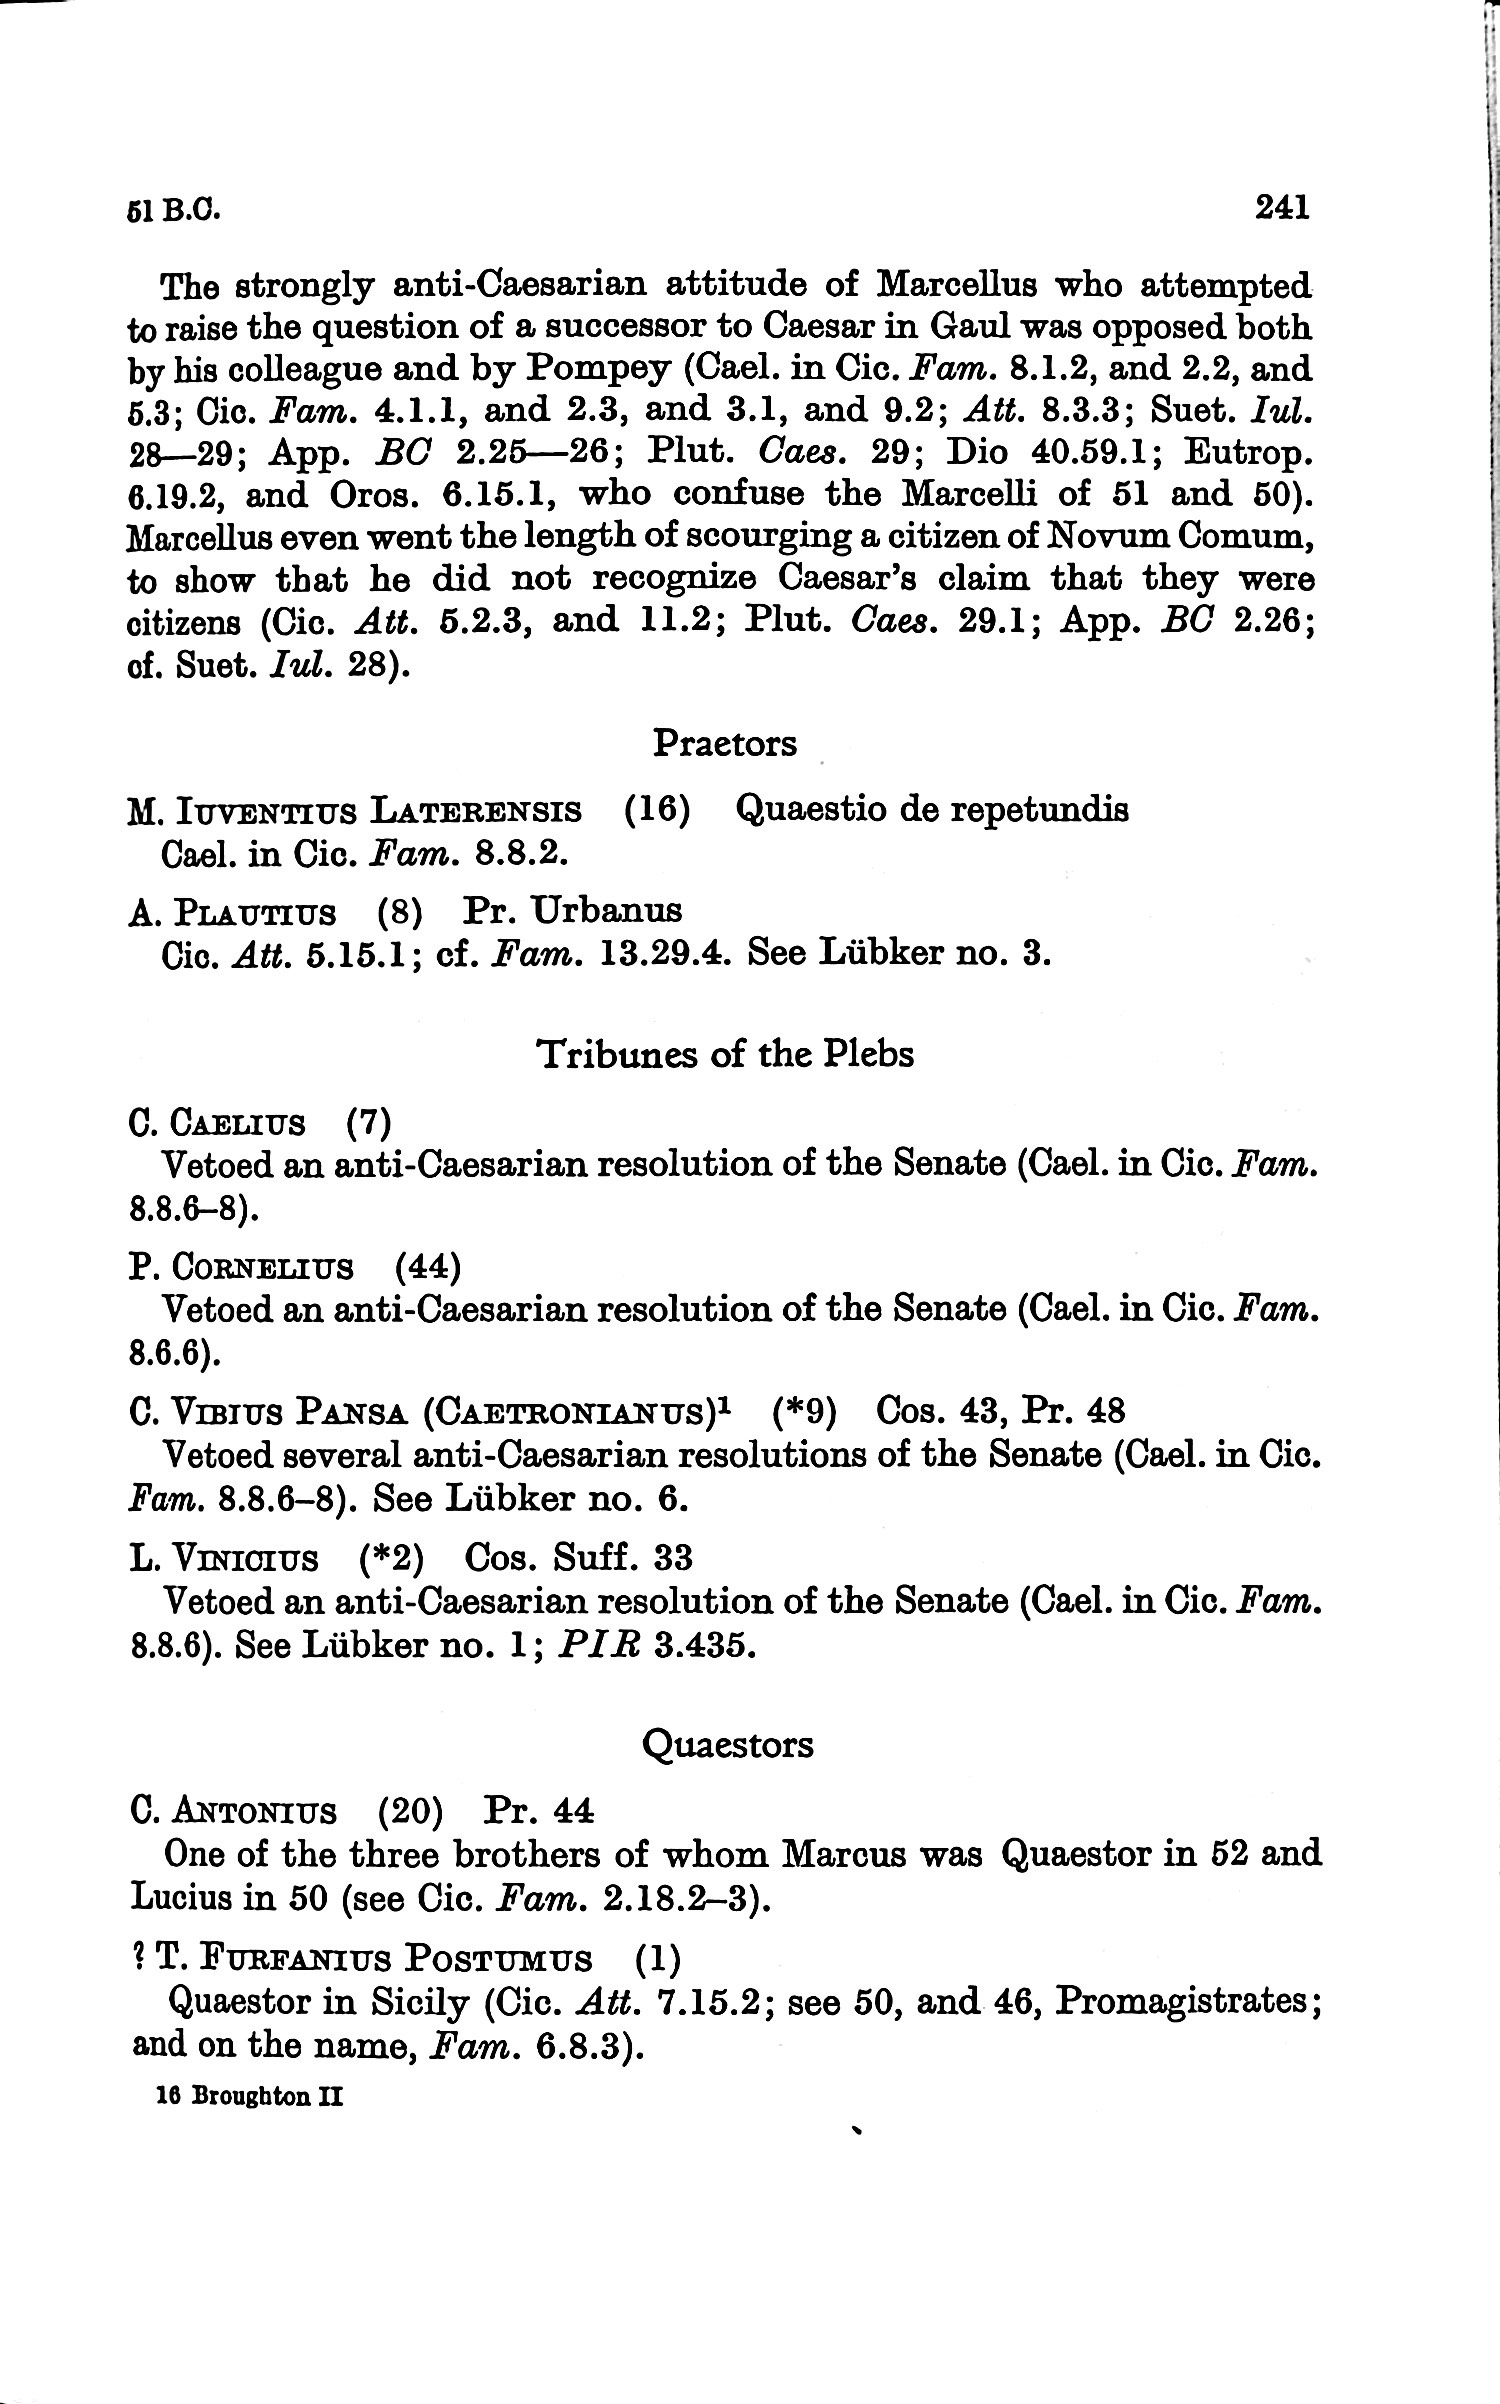 51 B.C. 241
The strongly anti-Caesarian attitude of Marcellus who attempted
to raise the question of a successor to Caesar in Gaul was opposed both
by his colleague and by Pompey (Cael. in Cic. Fam. 8.1.2, and 2.2, and
5.3; Cic. Fam. 4.1.1, and 2.3, and 3.1, and 9.2; Att. 8.3.3; Suet. Iul.
28—29; App. BC 2.25—26; Plut. Caes. 29; Dio 40.59.1; Eutrop.
6.19.2, and Oros. 6.15.1, who confuse the Marcelli of 51 and 50).
Marcellus even went the length of scourging a citizen of Novum Comum,
to show that he did not recognize Caesar's claim that they were
citizens (Cic. Att. 5.2.3, and 11.2; Plut. Caes. 29.1; App. BC 2.26;
cf. Suet. Iul. 28).
Praetors
M. IUVENTIUS LATERENSIS (16) Quaestio de repetundis
Cael. in Cic. Fam. 8.8.2.
A. PLAUTIUS (8) Pr. Urbanus
Cic. Att. 5.15.1; cf. Fam. 13.29.4. See Lübker no. 3.
Tribunes of the Plebs
C. CAELIUS (7)
Vetoed an anti-Caesarian resolution of the Senate (Cael. in Cic. Fam.
8.8.6–8).
P. CORNELIUS (44)
Vetoed an anti-Caesarian resolution of the Senate (Cael. in Cic. Fam.
8.6.6).
C. VIBIUS PANSA (CAETRONIANUS)¹ (*9) Cos. 43, Pr. 48
Vetoed several anti-Caesarian resolutions of the Senate (Cael. in Cic.
Fam. 8.8.6–8). See Lübker no. 6.
L. VINICIUS (*2) Cos. Suff. 33
Vetoed an anti-Caesarian resolution of the Senate (Cael. in Cic. Fam.
8.8.6). See Lübker no. 1; PIR 3.435.
Quaestors
C. ANTONIUS (20) Pr. 44
One of the three brothers of whom Marcus was Quaestor in 52 and
Lucius in 50 (see Cic. Fam. 2.18.2–3).
? T. FURFANIUS POSTUMUS (1)
Quaestor in Sicily (Cic. Att. 7.15.2; see 50, and 46, Promagistrates;
and on the name, Fam. 6.8.3).
16 Broughton II